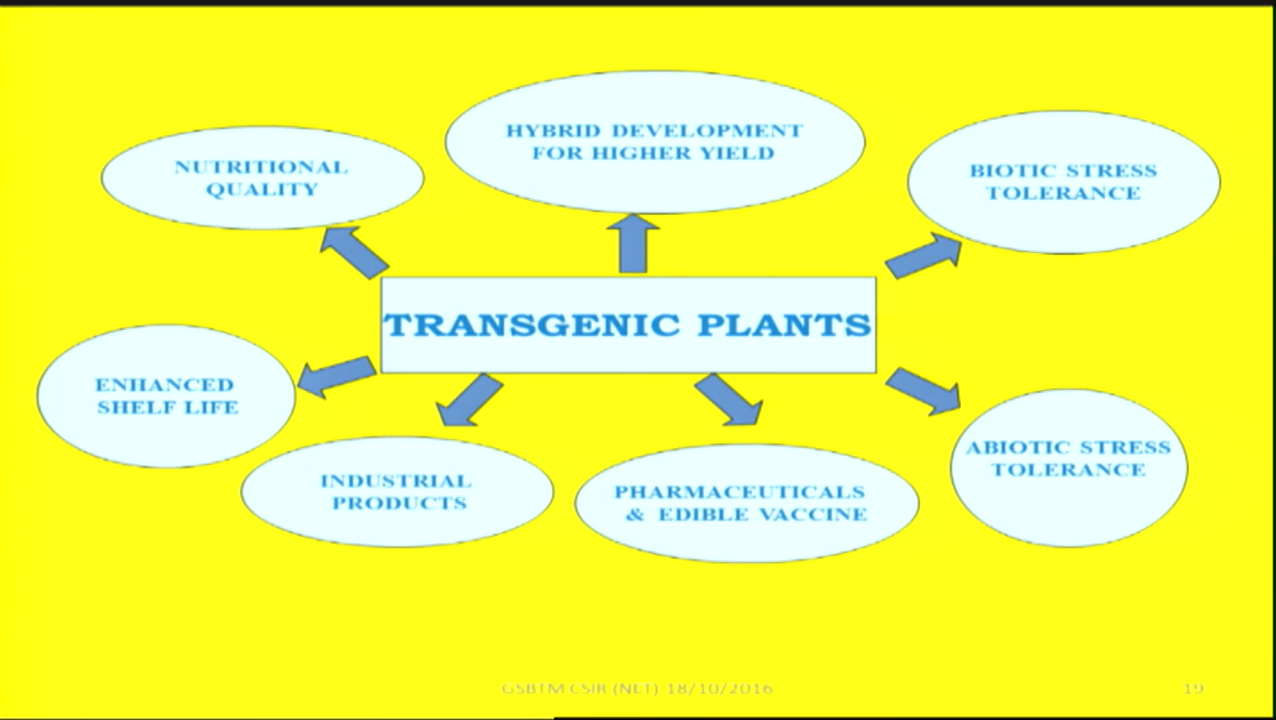 HYBRID DEVELOPMENT
FOR HIGHER YIELD
NUTRITIONAL
QUALITY
BIOTIC STRESS
TOLERANCE
TRANSGENIC PLANTS
ENHANCED
SHELF LIFE
ABIOTIC STRESS
TOLERANCE
INDUSTRIAL
PRODUCTS
PHARMACEUTICALS
& EDIBLE VACCINE
GSBTM CSIR (NET) 18/10/2016
19